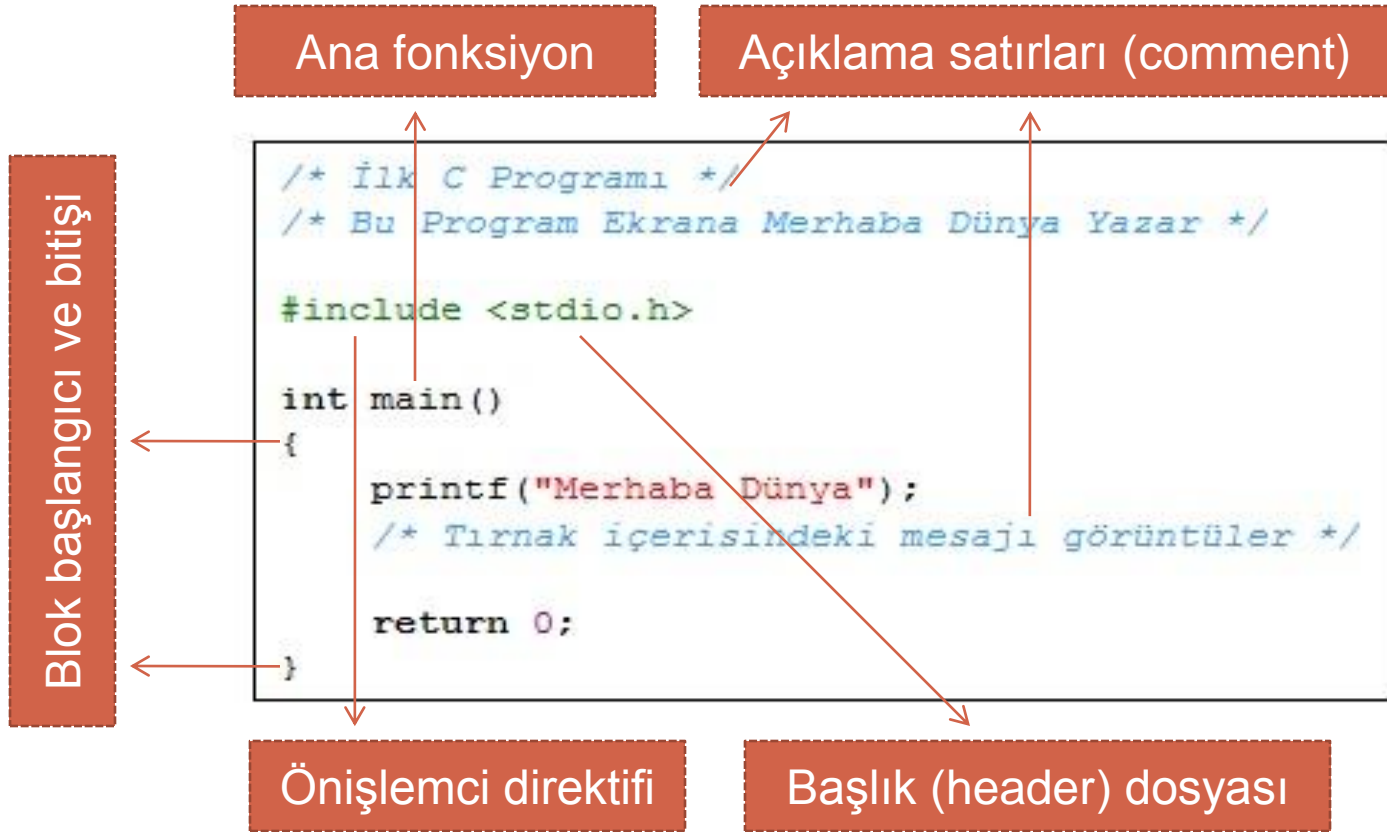 Ana fonksiyon
Açıklama satırları (comment)
Blok başlangıcı ve bitişi
/* İlk C Programı */
/* Bu Program Ekrana Merhaba Dünya Yazar */
#include <stdio.h>
int main()
{
printf("Merhaba Dünya");
/* Tırnak içerisindeki mesajı görüntüler */
return 0;
}
Önişlemci direktifi
Başlık (header) dosyası